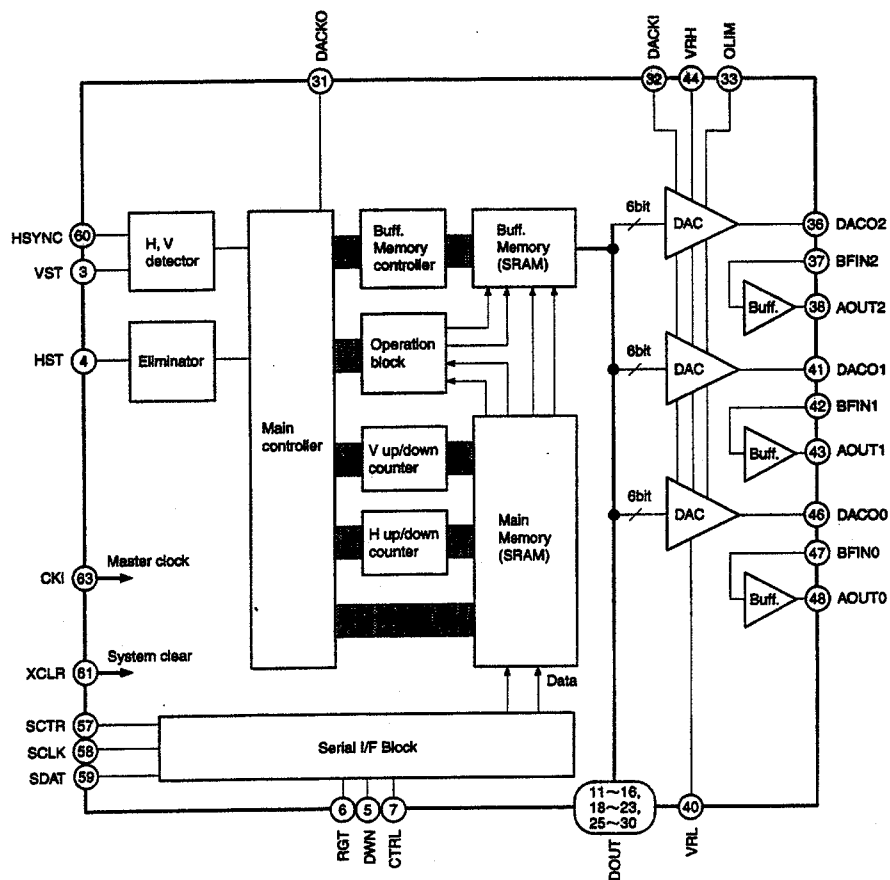 DACKO
DACKI
VRH
OLIM
31
32
44
33
HSYNC
60
VST
3
H, V
detector
HST
4
Eliminator
Main
controller
Buff.
Memory
controller
Buff.
Memory
(SRAM)
Operation
block
V up/down
counter
H up/down
counter
Main
Memory
(SRAM)
6bit
DAC
36
DACO2
37
BFIN2
Buff.
38
AOUT2
6bit
DAC
41
DACO1
42
BFIN1
Buff.
43
AOUT1
6bit
DAC
46
DACO0
47
BFIN0
Buff.
48
AOUT0
CKI
63
Master clock
XCLR
61
System clear
Data
SCTR
57
SCLK
58
SDAT
59
Serial I/F Block
6
5
7
RGT
DWN
CTRL
11~16,
18~23,
25~30
DOUT
40
VRL